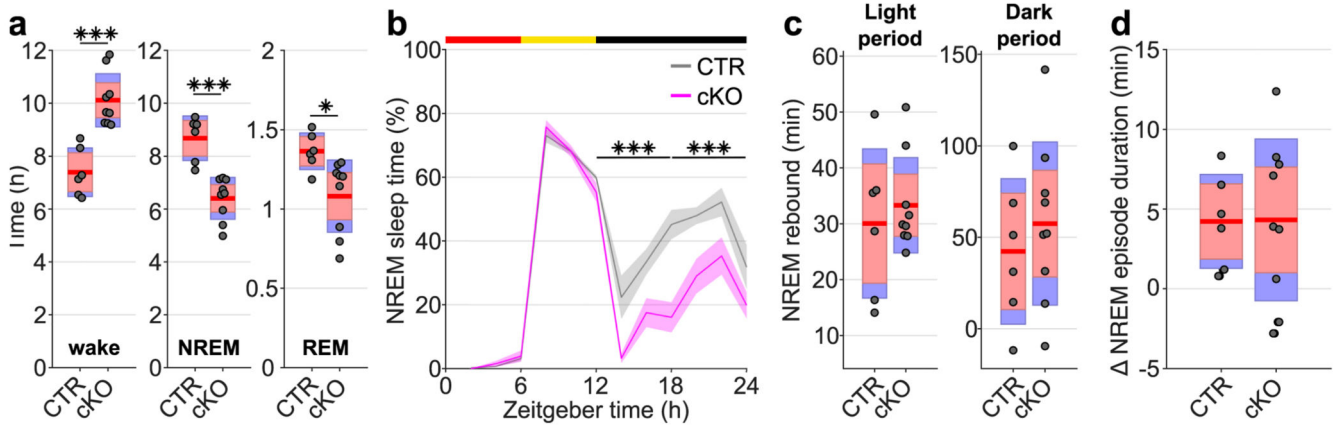 a
12
10
8
6
4
2
0
Time (h)
***
wake
CTR
cKO
12
10
8
6
4
2
0
***
NREM
CTR
cKO
2
1.5
1
0.5
0
*
REM
CTR
cKO
b
100
80
60
40
20
0
NREM sleep time (%)
CTR
cKO
*** ***
0 6 12 18 24
Zeitgeber time (h)
c
Light
period
60
50
40
30
20
10
NREM rebound (min)
CTR
cKO
Dark
period
150
100
50
0
CTR
cKO
d
15
10
5
0
−5
Δ NREM episode duration (min)
CTR
cKO